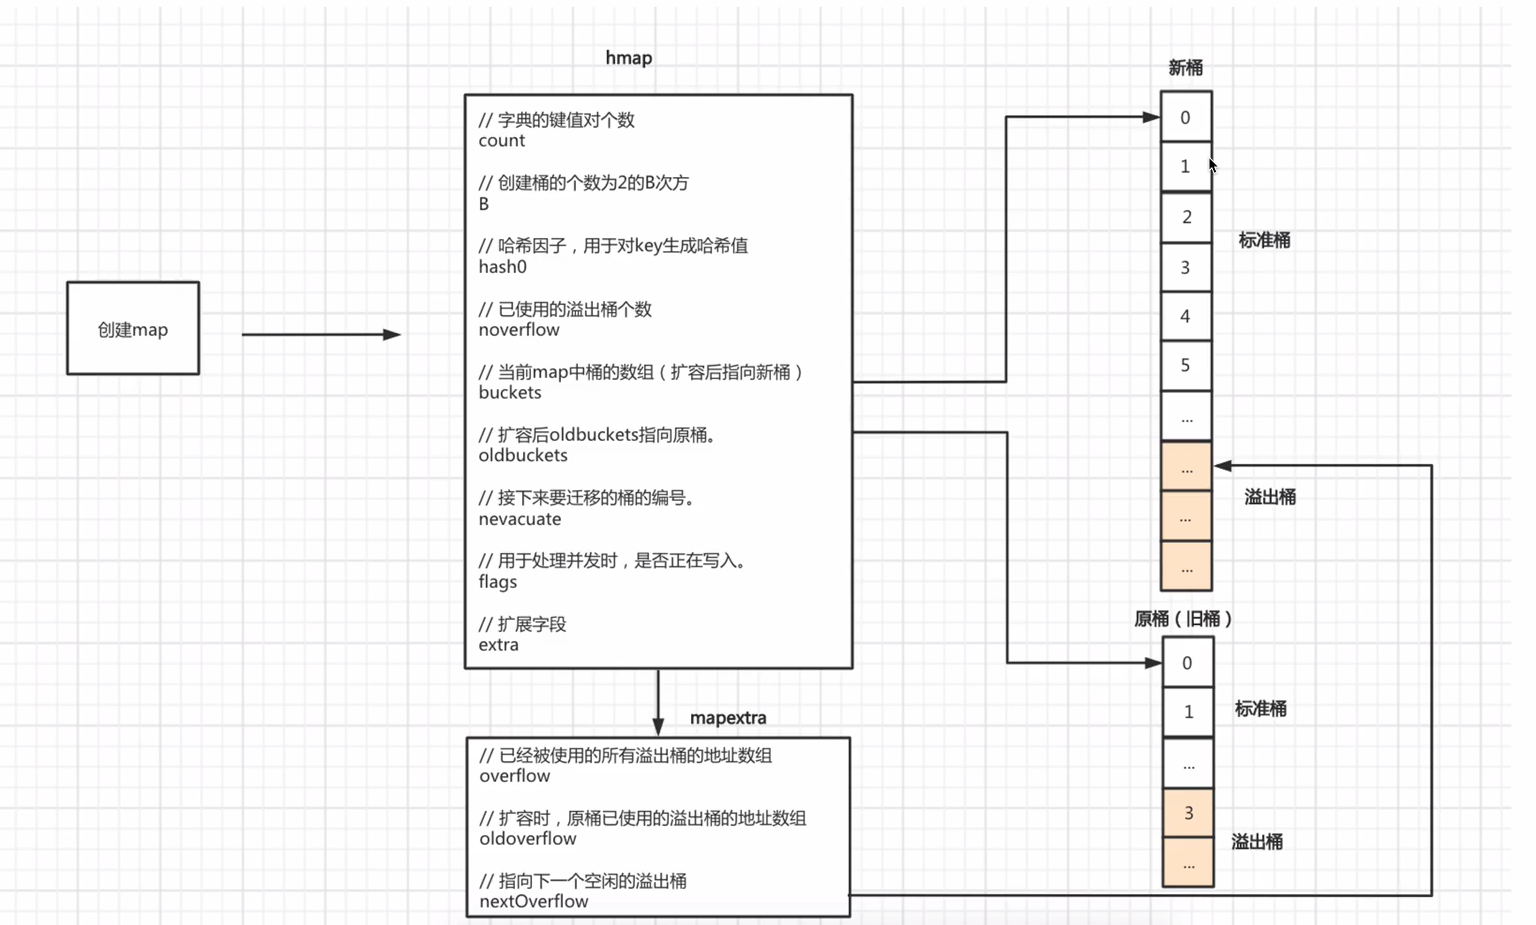 hmap
新桶
// 字典的键值对个数
count
// 创建桶的个数为2的B次方
B
// 哈希因子，用于对key生成哈希值
hash0
// 已使用的溢出桶个数
noverflow
// 当前map中桶的数组（扩容后指向新桶）
buckets
// 扩容后oldbuckets指向原桶。
oldbuckets
// 接下来要迁移的桶的编号。
nevacuate
// 用于处理并发时，是否正在写入。
flags
// 扩展字段
extra
创建map
0
1
2
3
4
5
...
...
...
...
标准桶
溢出桶
原桶（旧桶）
0
1
...
3
...
标准桶
溢出桶
mapextra
// 已经被使用的所有溢出桶的地址数组
overflow
// 扩容时，原桶已使用的溢出桶的地址数组
oldoverflow
// 指向下一个空闲的溢出桶
nextOverflow